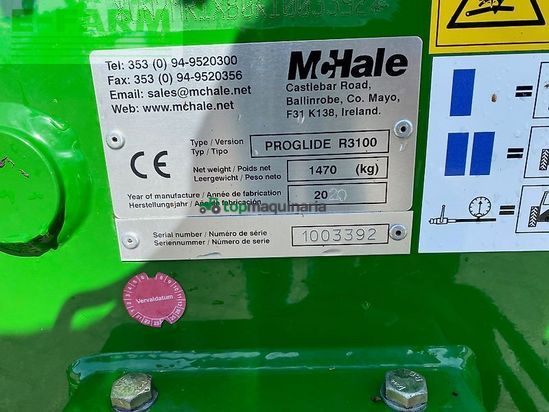 Tel: 353 (0) 94-9520300
Fax: 353 (0) 94-9520356
Email: sales@mchale.net
Web: www.mchale.net
McHale
Castlebar Road,
Ballinrobe, Co. Mayo,
F31 K138, Ireland.
CE
Type / Version
Typ / Tipo
PROGLIDE R3100
Net weight / Poids net
Leergewicht / Peso neto
1470 (kg)
Year of manufacture / Année de fabrication
Herstellungsjahr / Año de fabricación
2020
topmaquinaria
Serial number / Numéro de série
Seriennummer / Número de serie
1003392
Vervaldatum